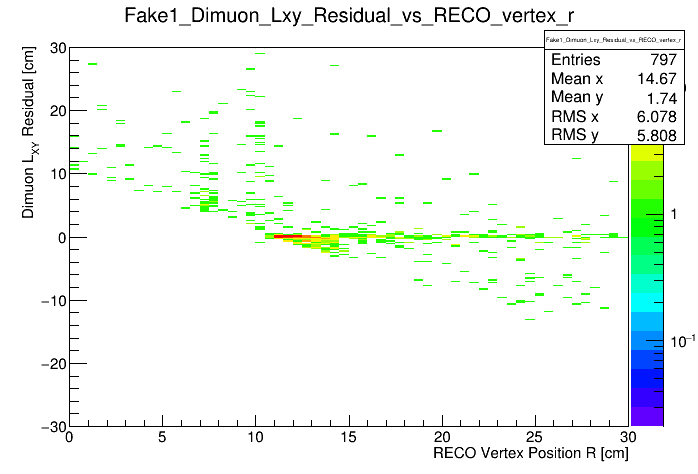 Fake1_Dimuon_Lxy_Residual_vs_RECO_vertex_r
Fake1_Dimuon_Lxy_Residual_vs_RECO_vertex_r
Entries 797
Mean x 14.67
Mean y 1.74
RMS x 6.078
RMS y 5.808
Dimuon LXY Residual [cm]
30
20
10
0
−10
−20
−30
0 5 10 15 20 25 30
RECO Vertex Position R [cm]
1
10−1